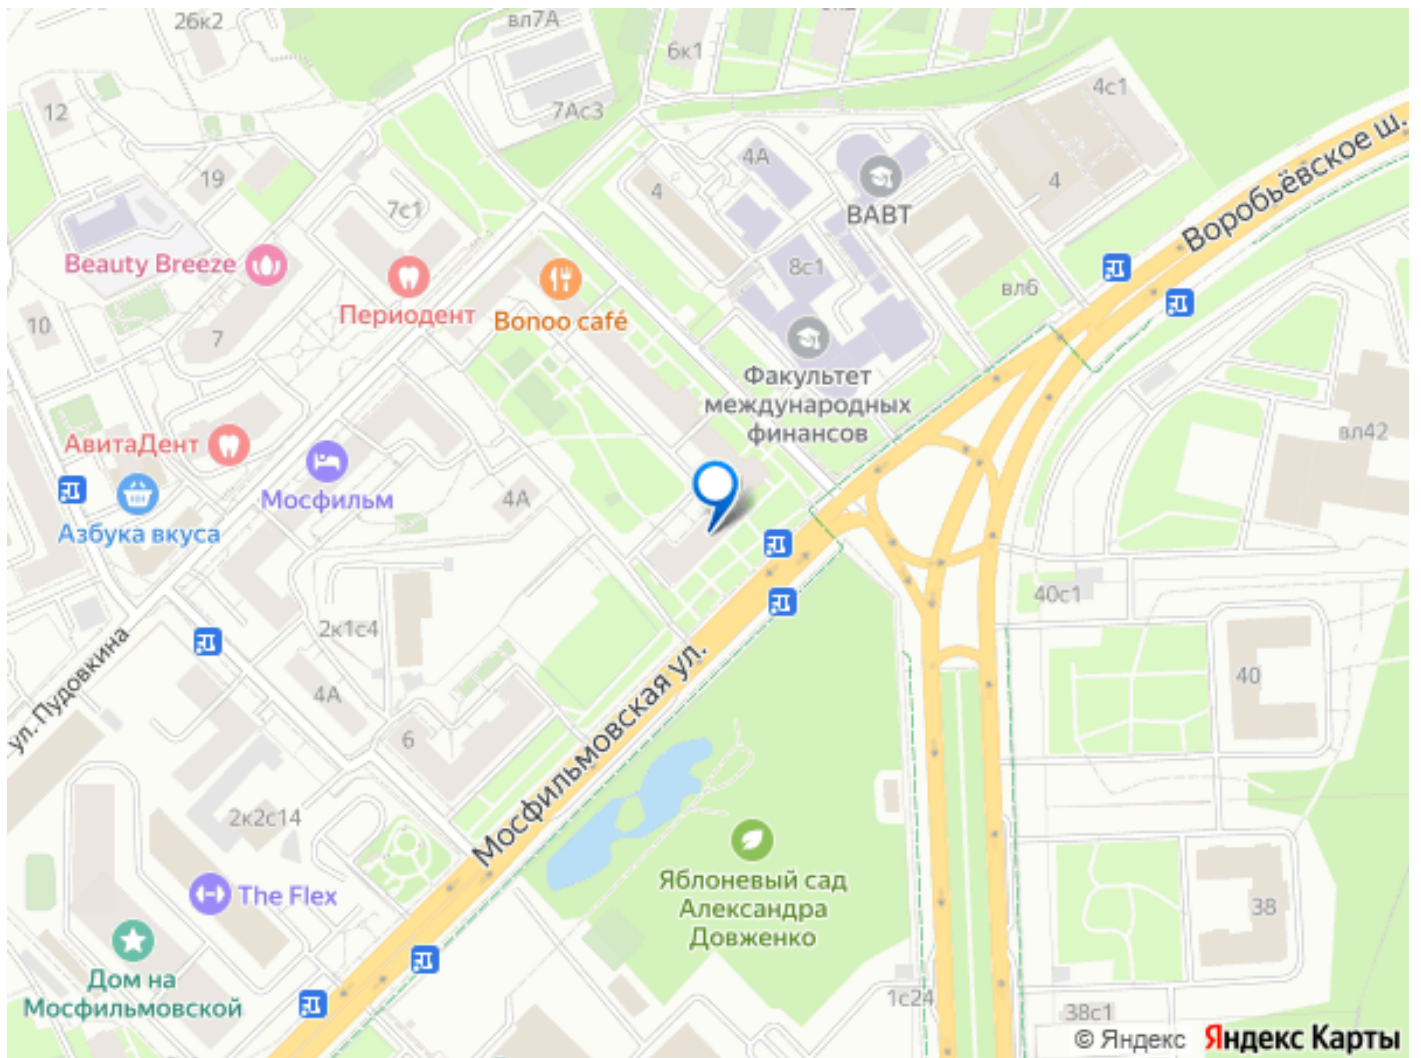 26к2
вл7А
6к1
4с1
12
7Ас3
4А
4
4
19
ВАВТ
7с1
Воробьёвское ш.
Beauty Breeze
8с1
вл6
Периодент
Bonoo café
10
7
Факультет
международных
финансов
вл42
АвитаДент
Мосфильм
4А
Азбука вкуса
40с1
2к1с4
ул. Пудовкина
4А
40
6
Мосфильмовская ул.
2к2с14
The Flex
Яблоневый сад
Александра
Довженко
38
Дом на
Мосфильмовской
1с24
38с1
© Яндекс Яндекс Карты